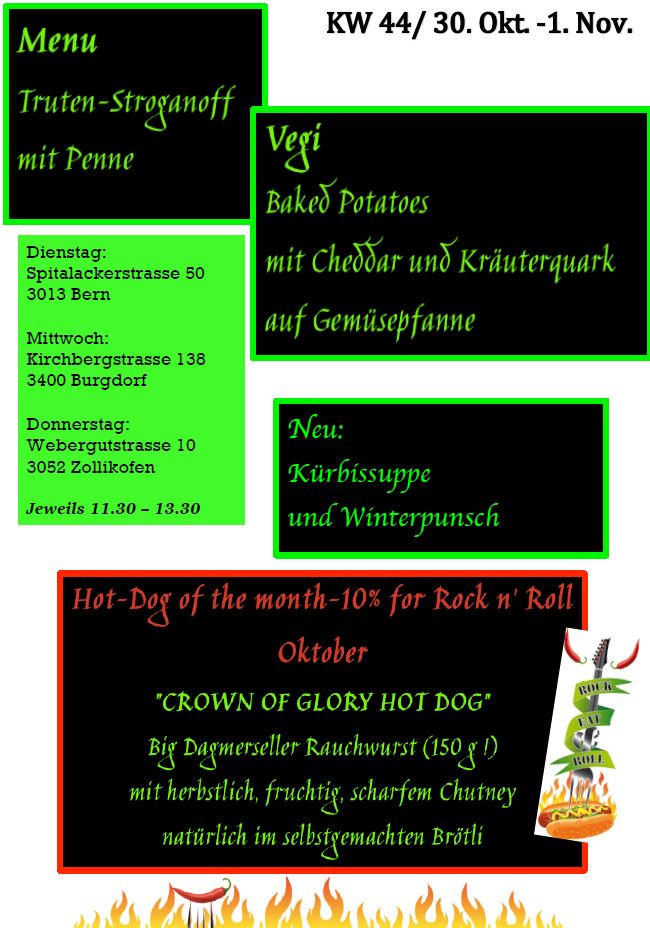 KW 44/ 30. Okt. -1. Nov.
Menu
Truten-Stroganoff
mit Penne
Vegi
Baked Potatoes
mit Cheddar und Kräuterquark
auf Gemüsepfanne
Dienstag:
Spitalackerstrasse 50
3013 Bern
Mittwoch:
Kirchbergstrasse 138
3400 Burgdorf
Donnerstag:
Webergutstrasse 10
3052 Zollikofen
Jeweils 11.30 – 13.30
Neu:
Kürbissuppe
und Winterpunsch
Hot-Dog of the month-10% for Rock n' Roll
Oktober
"CROWN OF GLORY HOT DOG"
Big Dagmerseller Rauchwurst (150 g !)
mit herbstlich, fruchtig, scharfem Chutney
natürlich im selbstgemachten Brötli
ROCK
EAT
&
ROLL